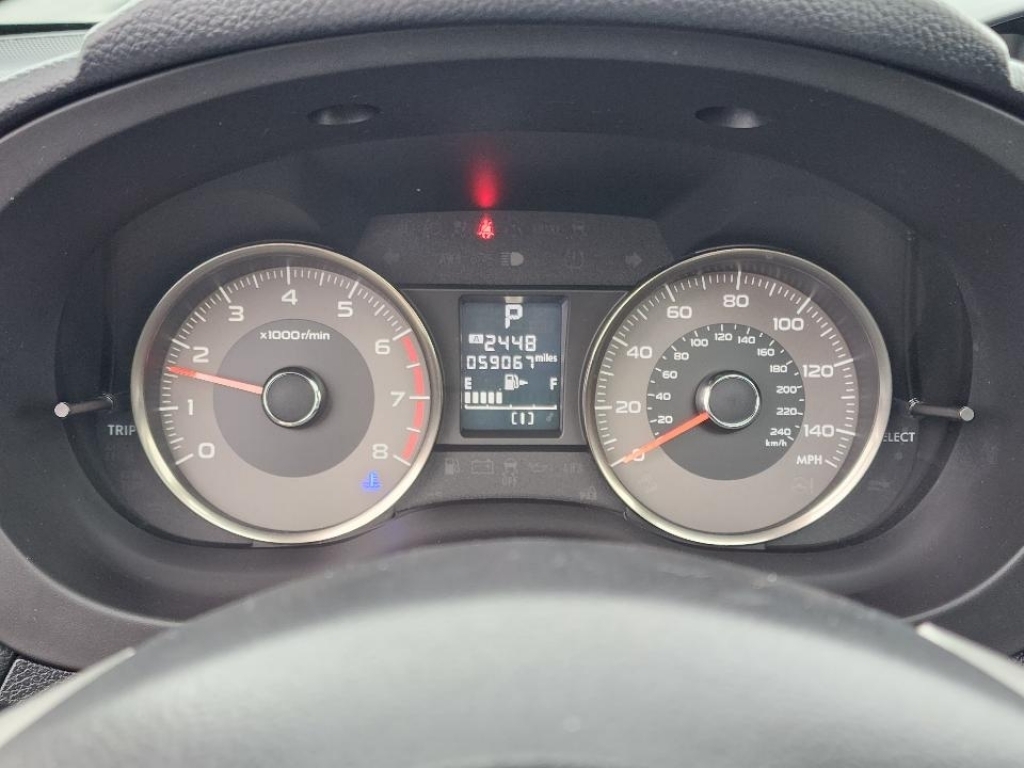 P
A 2448
059067 miles
E F
[1]
x1000r/min
0 1 2 3 4 5 6 7 8
TRIP
0 20 40 60 80 100 120 140
MPH
20 40 60 80 100 120 140 160 180 200 220 240
km/h